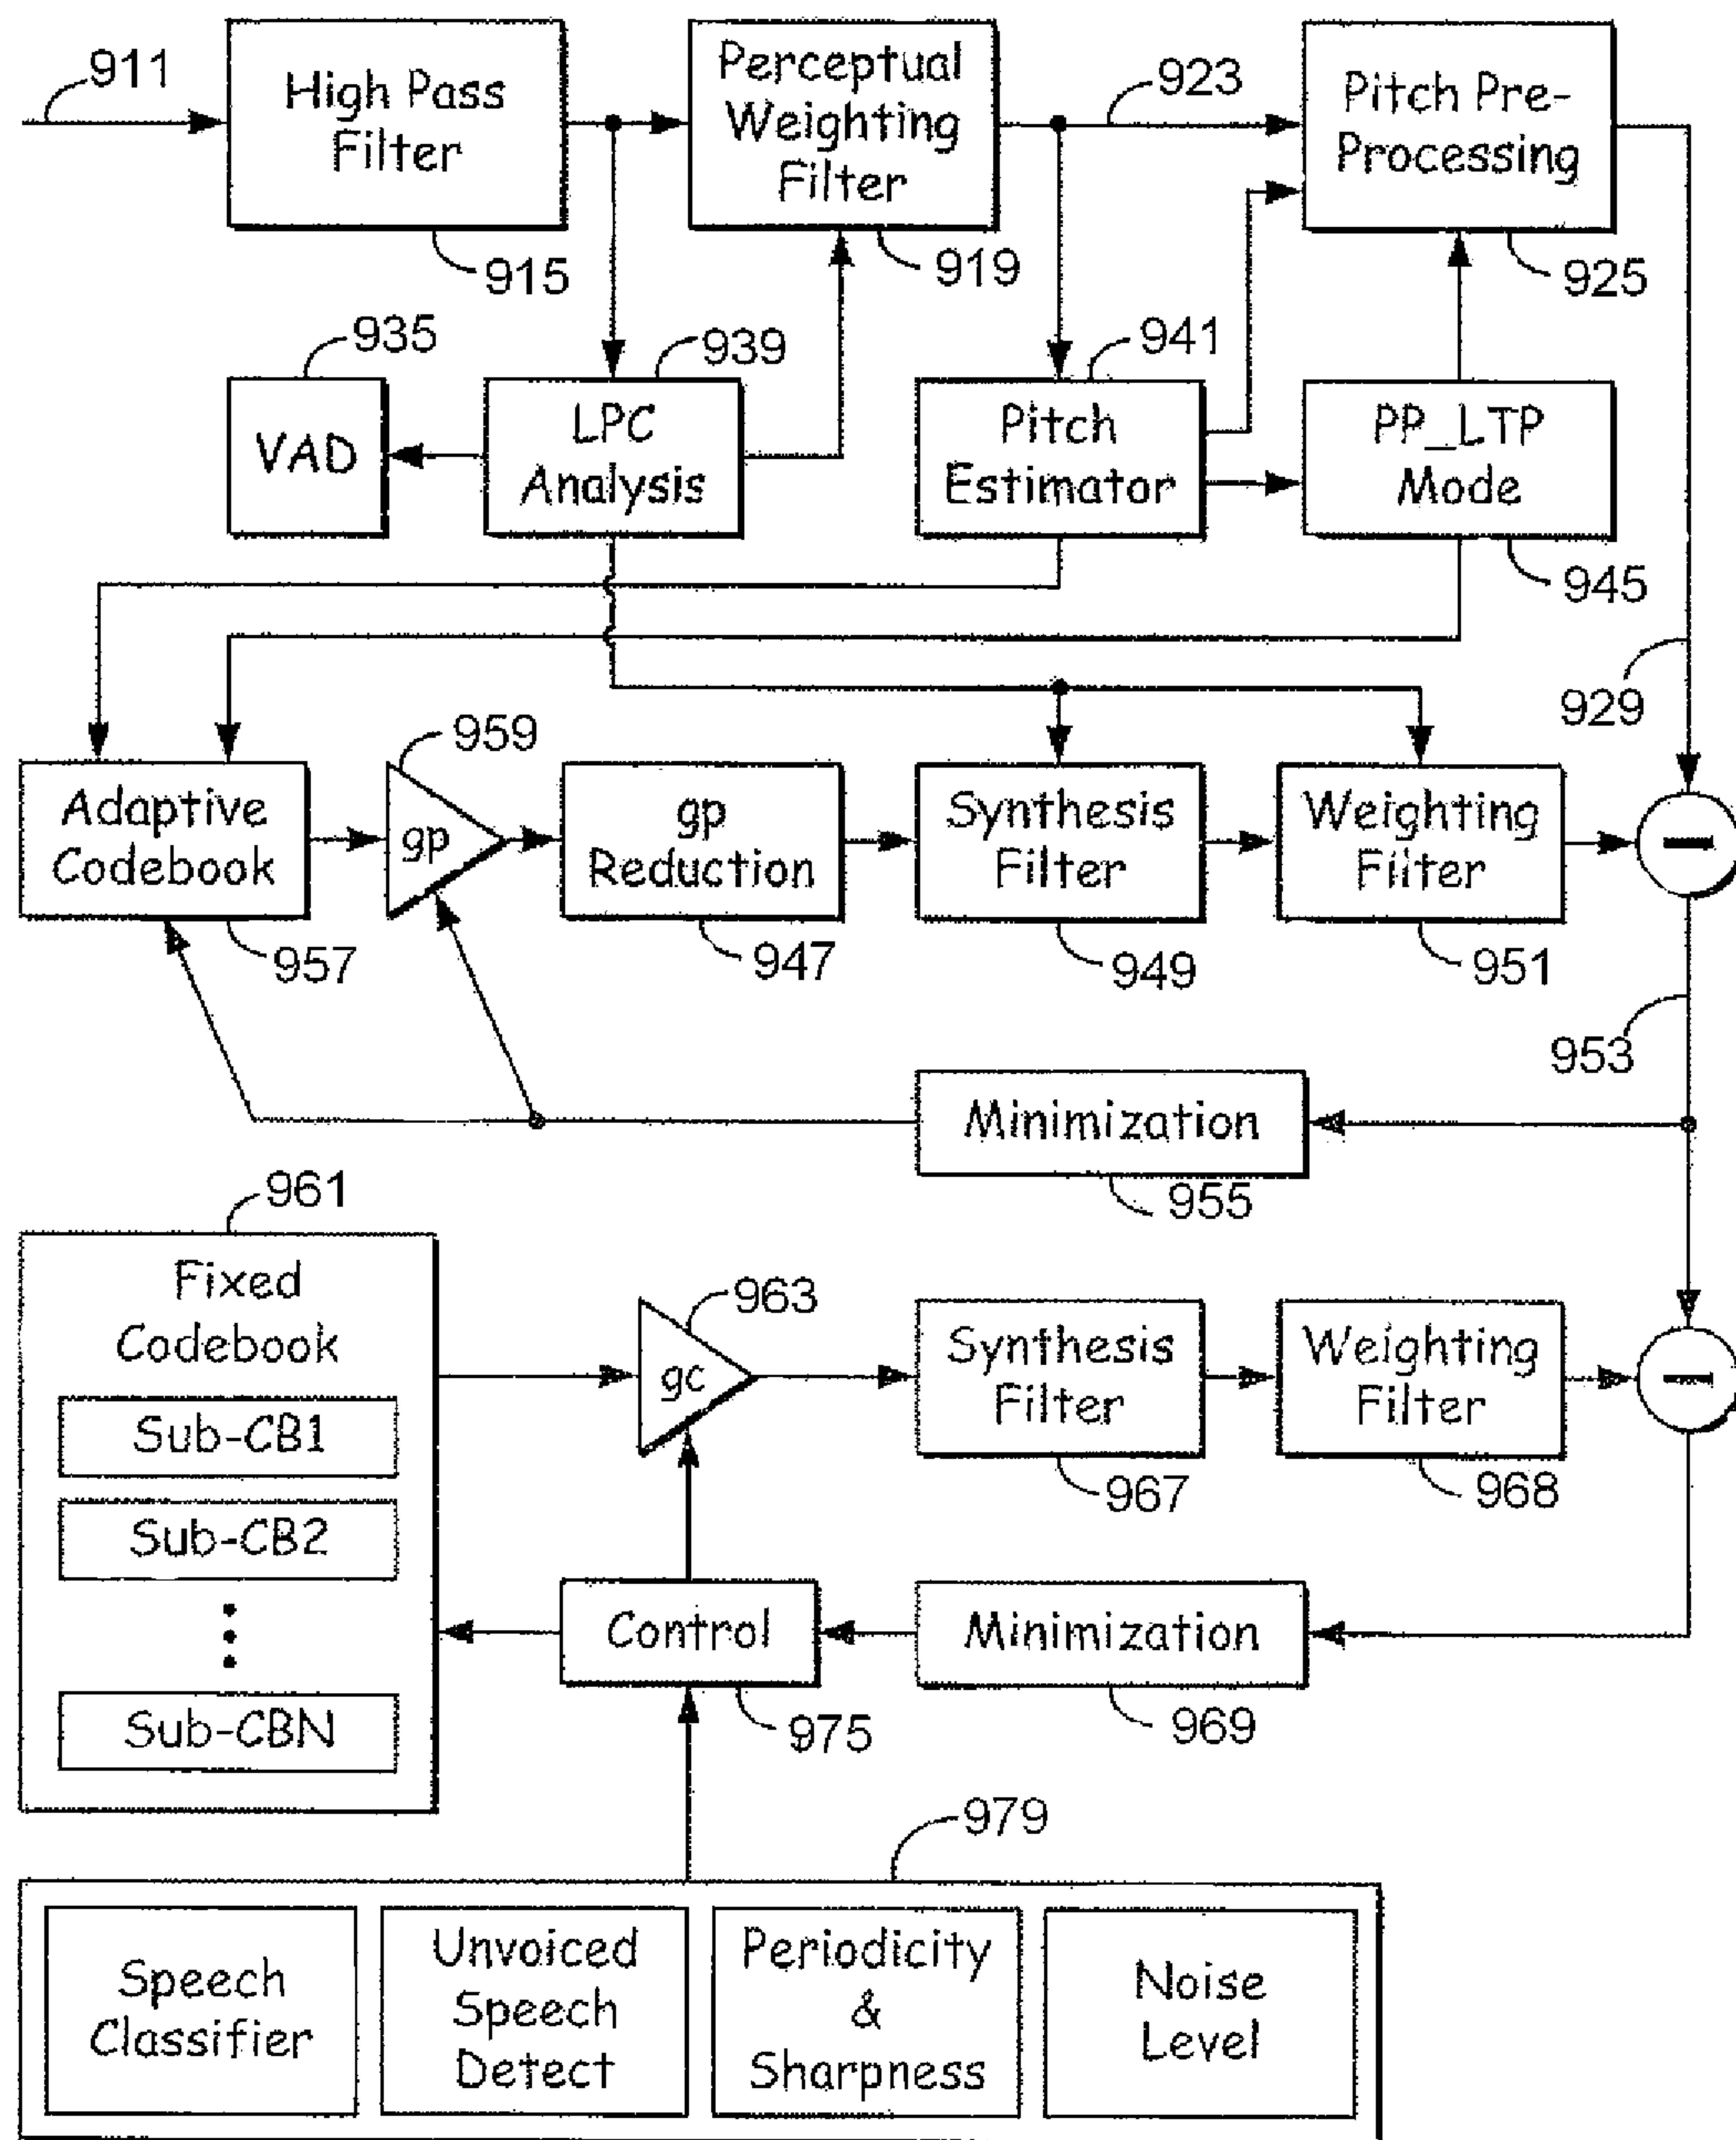 911
High Pass
Filter
915
Perceptual
Weighting
Filter
919
923
Pitch Pre-
Processing
925
935
VAD
939
LPC
Analysis
941
Pitch
Estimator
PP_LTP
Mode
945
929
Adaptive
Codebook
957
959
gp
gp
Reduction
947
Synthesis
Filter
949
Weighting
Filter
951
953
Minimization
955
961
Fixed
Codebook
Sub-CB1
Sub-CB2
Sub-CBN
963
gc
Synthesis
Filter
967
Weighting
Filter
968
Control
975
Minimization
969
979
Speech
Classifier
Unvoiced
Speech
Detect
Periodicity
&
Sharpness
Noise
Level